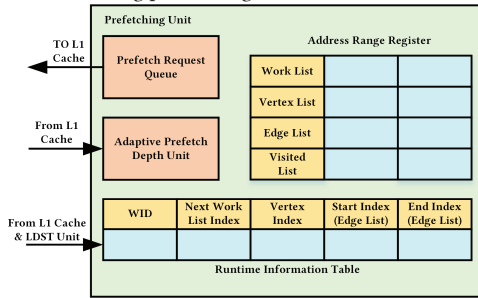 Prefetching Unit
TO L1
Cache
Prefetch Request
Queue
Address Range Register
Work List
Vertex List
Edge List
Visited
List
From L1
Cache
Adaptive Prefetch
Depth Unit
From L1 Cache
& LDST Unit
WID
Next Work
List Index
Vertex
Index
Start Index
(Edge List)
End Index
(Edge List)
Runtime Information Table